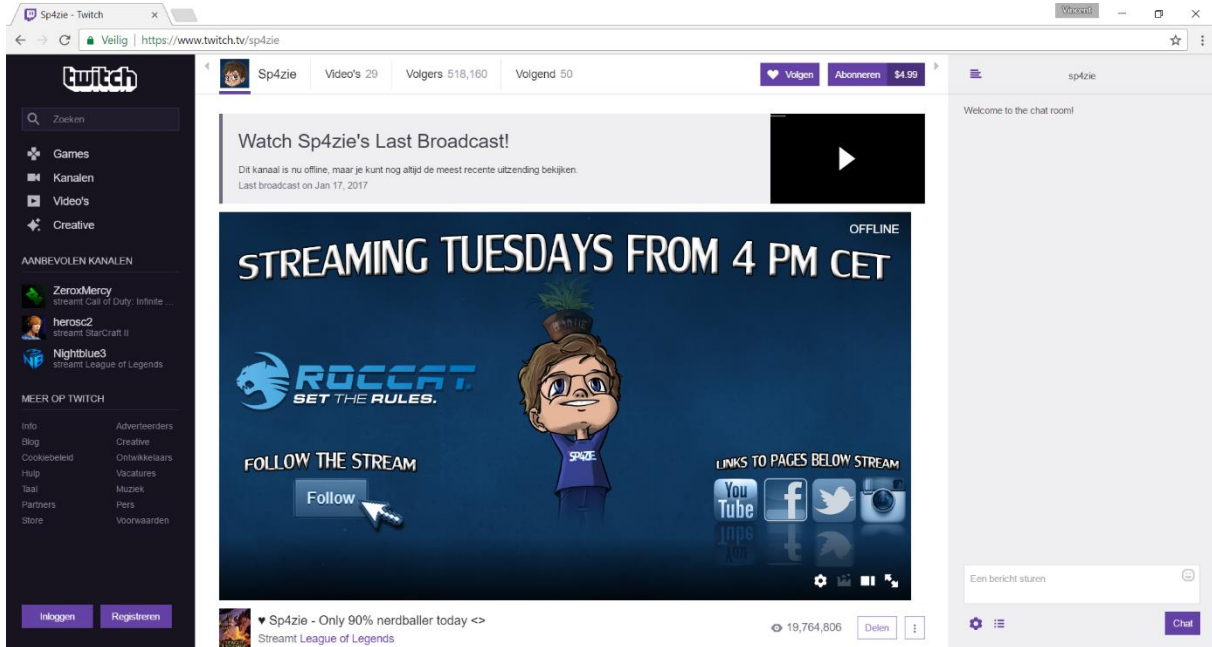 Sp4zie - Twitch
Vincent
Veilig | https://www.twitch.tv/sp4zie
twitch
Zoeken
Games
Kanalen
Video's
Creative
AANBEVOLEN KANALEN
ZeroxMercy
streamt Call of Duty: Infinite ...
herosc2
streamt StarCraft II
Nightblue3
streamt League of Legends
MEER OP TWITCH
Info Adverteerders
Blog Creative
Cookiebeleid Ontwikkelaars
Hulp Vacatures
Taal Muziek
Partners Pers
Store Voorwaarden
Inloggen Registreren
Sp4zie Video's 29 Volgers 518,160 Volgend 50 Volgen Abonneren $4.99
Watch Sp4zie's Last Broadcast!
Dit kanaal is nu offline, maar je kunt nog altijd de meest recente uitzending bekijken.
Last broadcast on Jan 17, 2017
OFFLINE
STREAMING TUESDAYS FROM 4 PM CET
SP4ZIE
ROCCAT.
SET THE RULES.
SP4ZIE
FOLLOW THE STREAM
Follow
LINKS TO PAGES BELOW STREAM
You
Tube
♥ Sp4zie - Only 90% nerdballer today <>
Streamt League of Legends
19,764,806 Delen
sp4zie
Welcome to the chat room!
Een bericht sturen
Chat